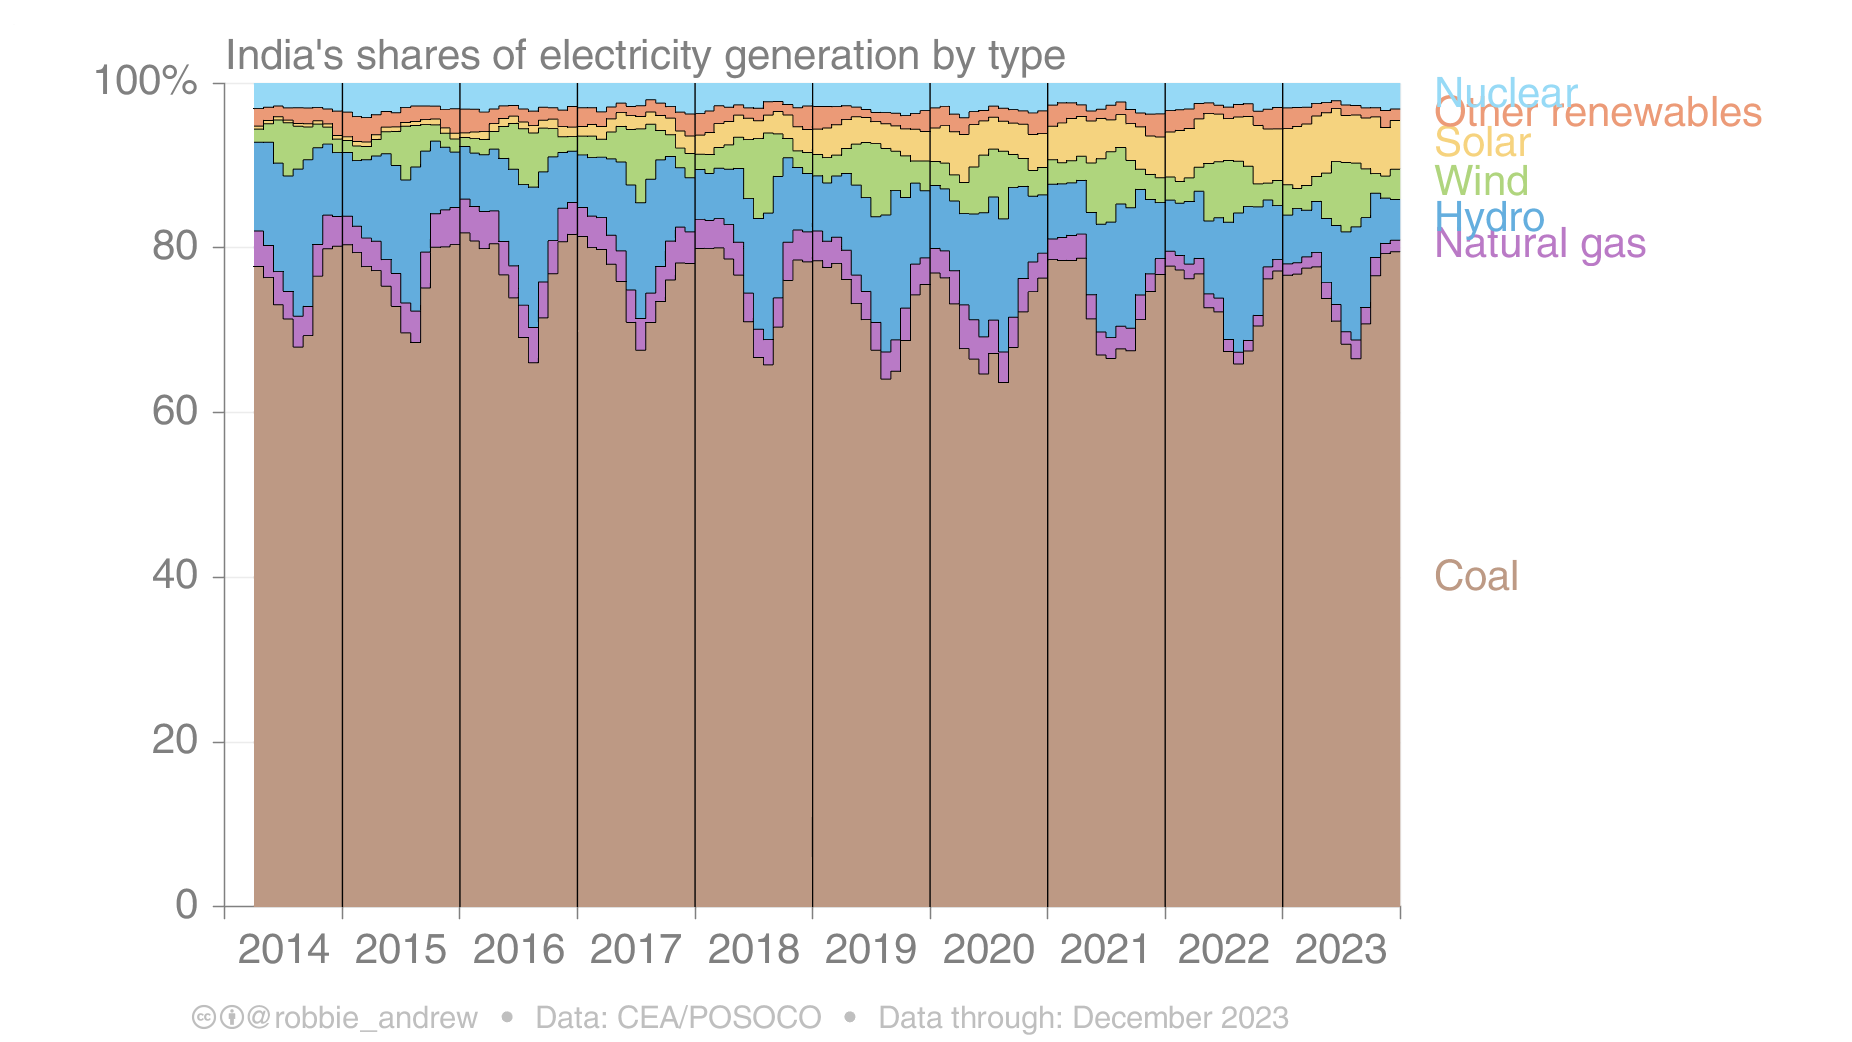 India's shares of electricity generation by type
100%
80
60
40
20
0
2014 2015 2016 2017 2018 2019 2020 2021 2022 2023
Nuclear
Other renewables
Solar
Wind
Hydro
Natural gas
Coal
@robbie_andrew • Data: CEA/POSOCO • Data through: December 2023